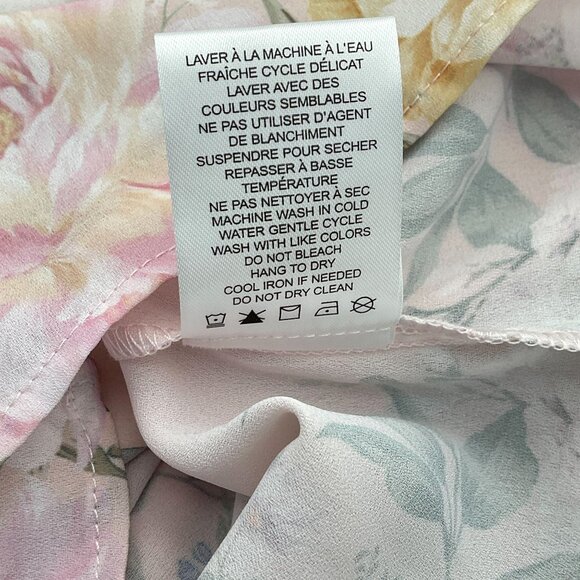 LAVER À LA MACHINE À L'EAU
FRAÎCHE CYCLE DÉLICAT
LAVER AVEC DES
COULEURS SEMBLABLES
NE PAS UTILISER D'AGENT
DE BLANCHIMENT
SUSPENDRE POUR SECHER
REPASSER À BASSE
TEMPÉRATURE
NE PAS NETTOYER À SEC
MACHINE WASH IN COLD
WATER GENTLE CYCLE
WASH WITH LIKE COLORS
DO NOT BLEACH
HANG TO DRY
COOL IRON IF NEEDED
DO NOT DRY CLEAN